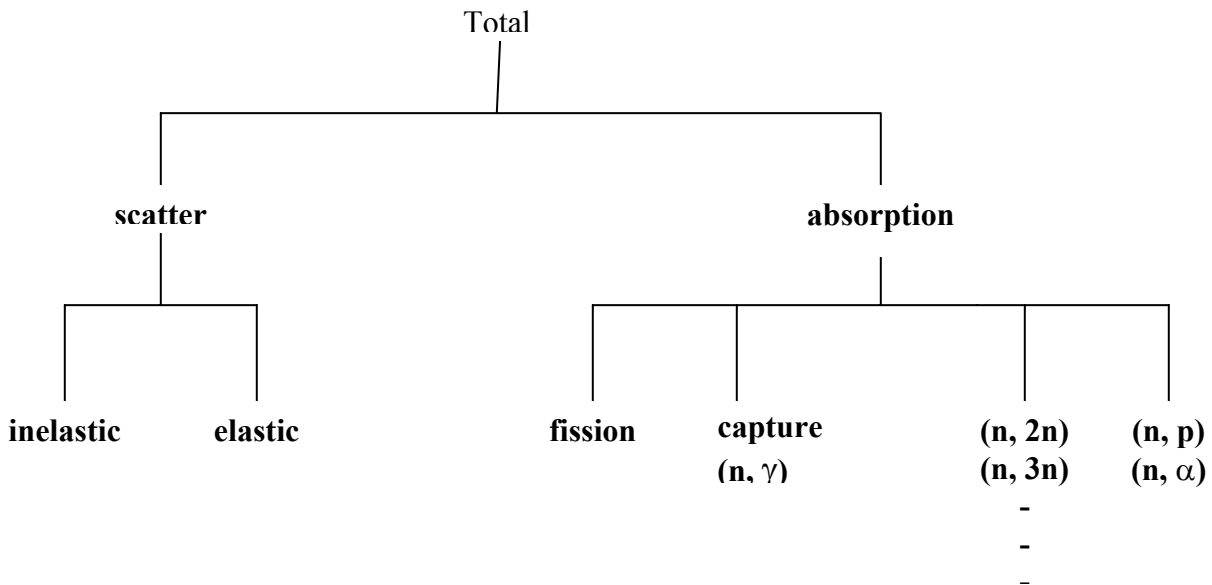 Total
scatter
absorption
inelastic
elastic
fission
capture
(n, γ)
(n, 2n)
(n, 3n)
-
-
-
(n, p)
(n, α)